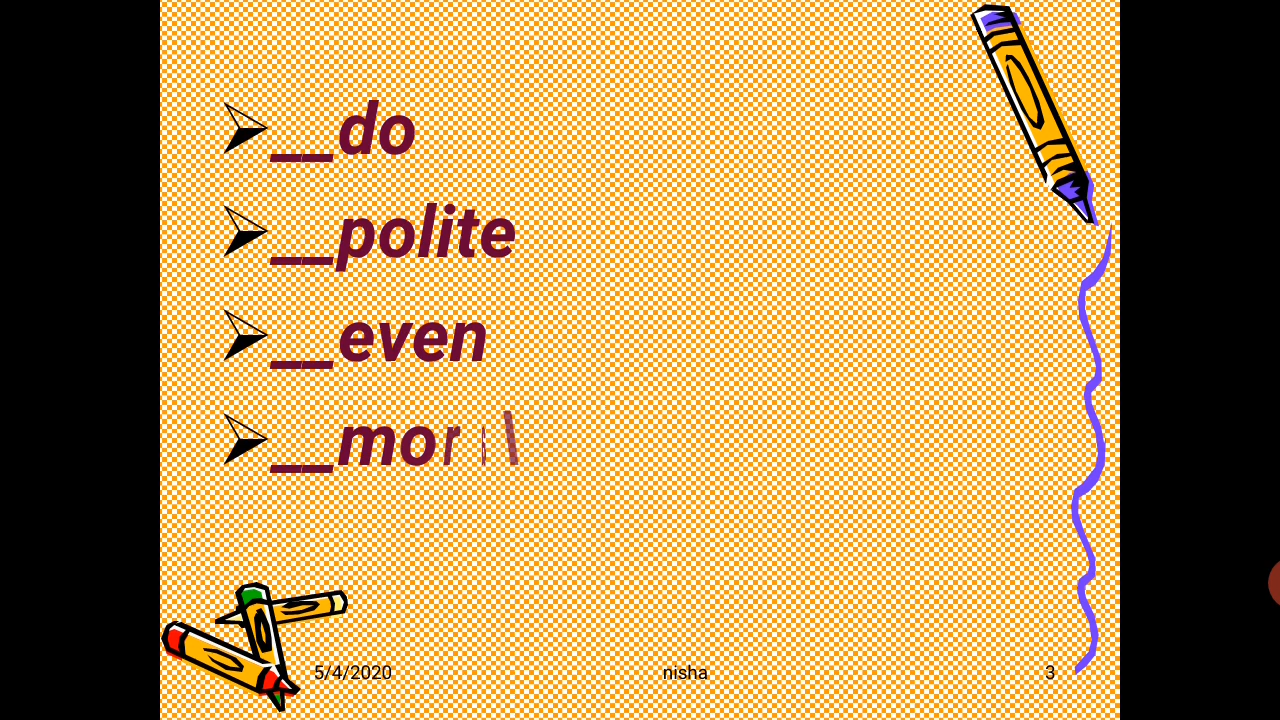 __do
__polite
__even
5/4/2020 nisha 3